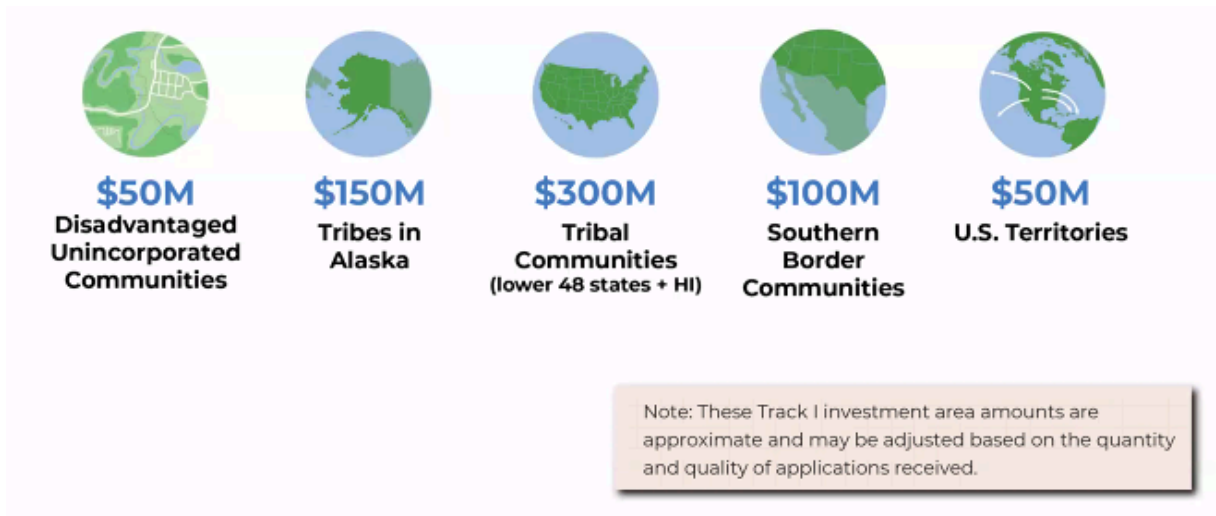 $50M
Disadvantaged
Unincorporated
Communities
$150M
Tribes in
Alaska
$300M
Tribal
Communities
(lower 48 states + HI)
$100M
Southern
Border
Communities
$50M
U.S. Territories
Note: These Track I investment area amounts are
approximate and may be adjusted based on the quantity
and quality of applications received.